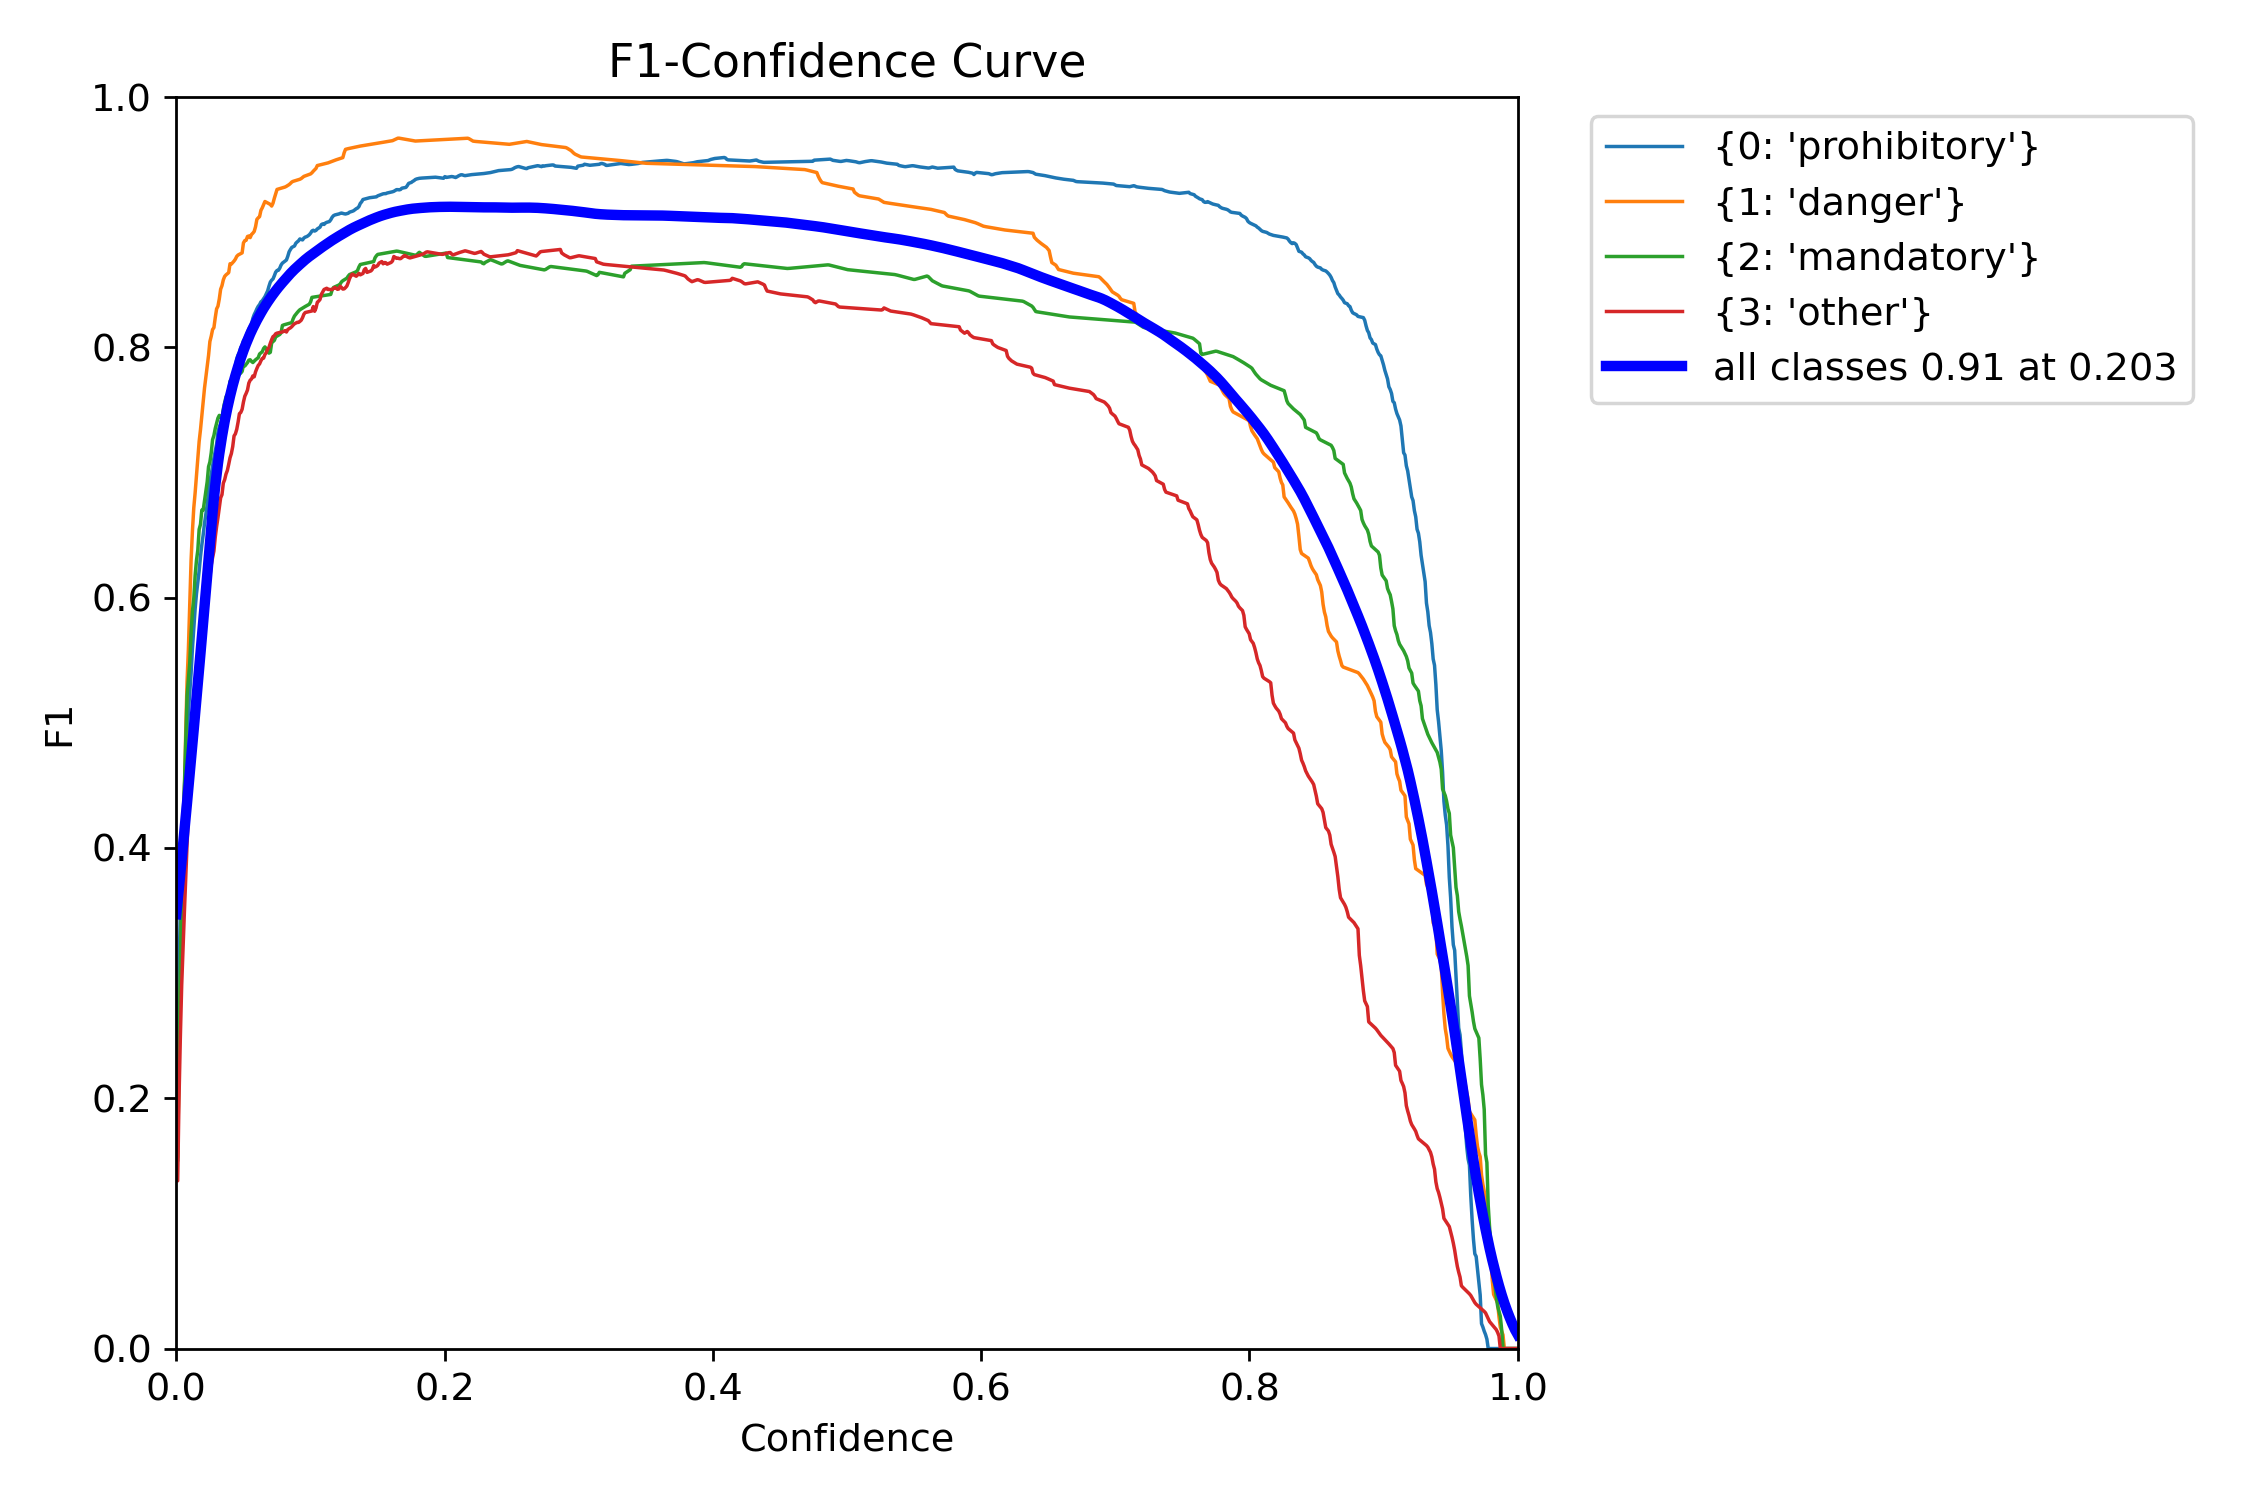 F1-Confidence Curve
1.0
0.8
0.6
0.4
0.2
0.0
F1
0.0 0.2 0.4 0.6 0.8 1.0
Confidence
{0: 'prohibitory'}
{1: 'danger'}
{2: 'mandatory'}
{3: 'other'}
all classes 0.91 at 0.203